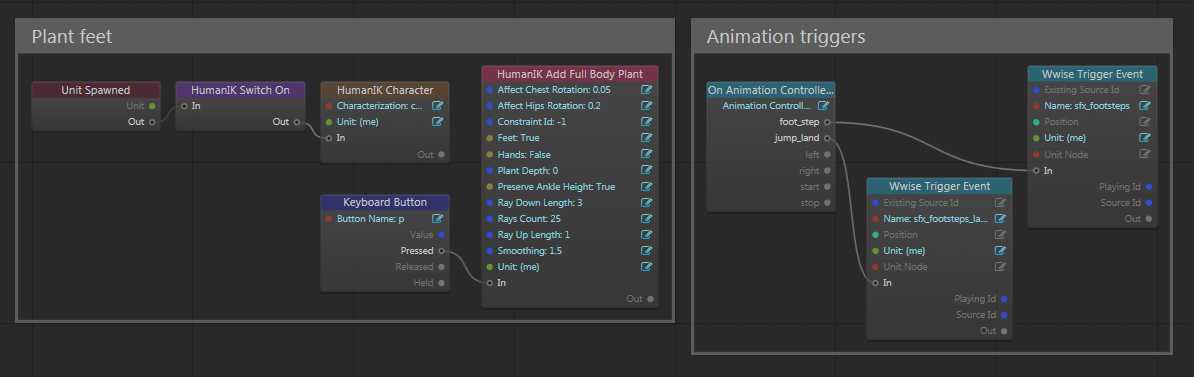 Plant feet
Unit Spawned
Unit
Out
HumanIK Switch On
In
Out
HumanIK Character
Characterization: c...
Unit: (me)
In
Out
Keyboard Button
Button Name: p
Value
Pressed
Released
Held
HumanIK Add Full Body Plant
Affect Chest Rotation: 0.05
Affect Hips Rotation: 0.2
Constraint Id: -1
Feet: True
Hands: False
Plant Depth: 0
Preserve Ankle Height: True
Ray Down Length: 3
Rays Count: 25
Ray Up Length: 1
Smoothing: 1.5
Unit: (me)
In
Out
Animation triggers
On Animation Controlle...
Animation Controll...
foot_step
jump_land
left
right
start
stop
Wwise Trigger Event
Existing Source Id
Name: sfx_footsteps_la...
Position
Unit: (me)
Unit Node
In
Playing Id
Source Id
Out
Wwise Trigger Event
Existing Source Id
Name: sfx_footsteps
Position
Unit: (me)
Unit Node
In
Playing Id
Source Id
Out